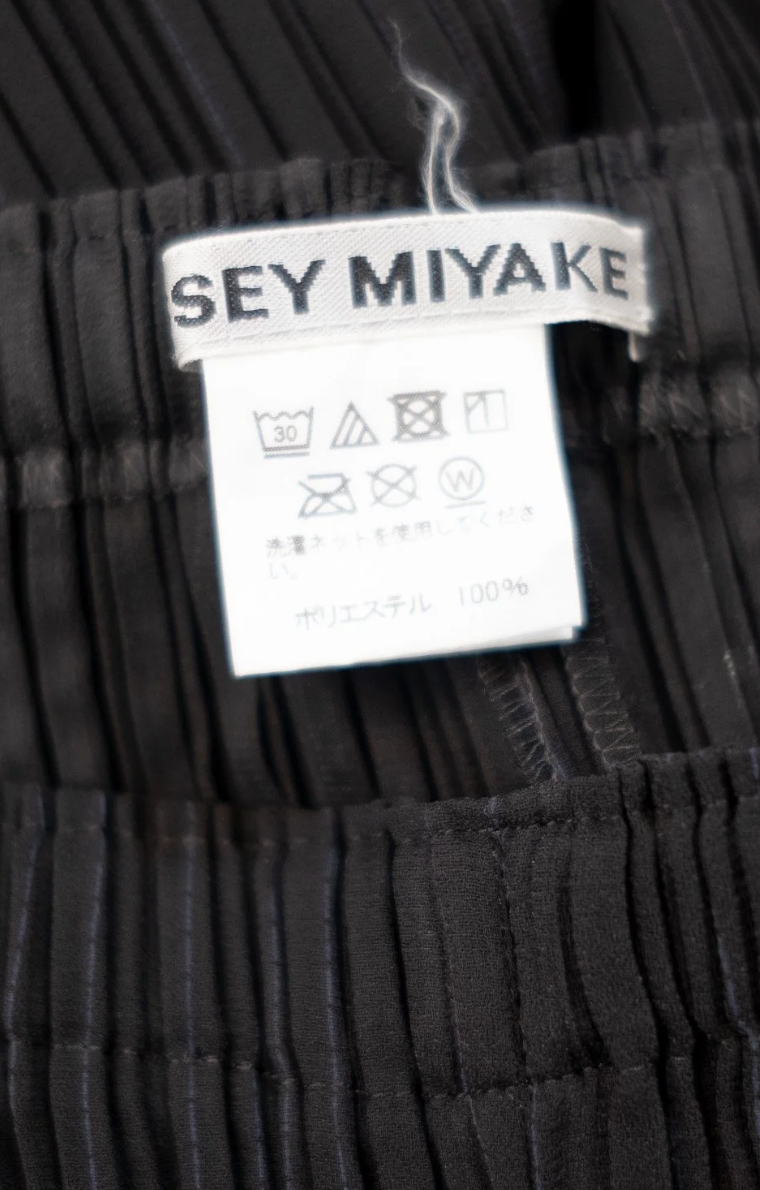 SEY MIYAKE
30
W
洗濯ネットを使用してくださ
い。
ポリエステル 100%